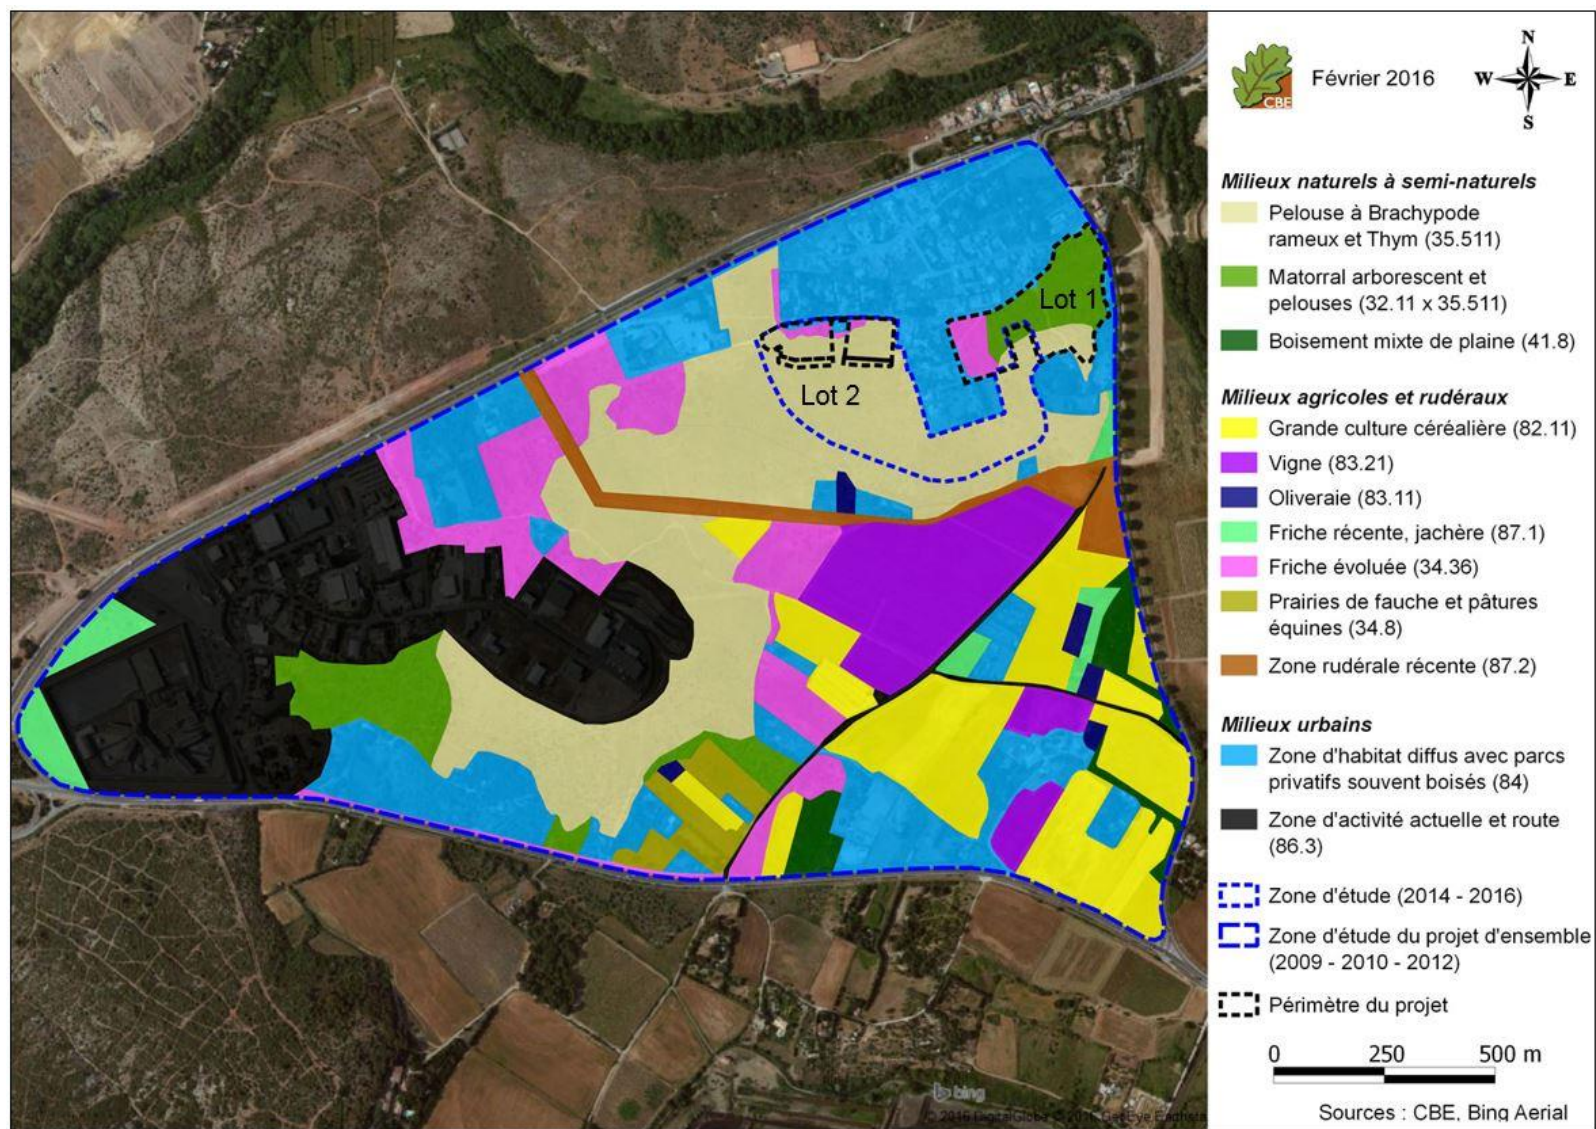 Février 2016
N
W E
S
CBE
Milieux naturels à semi-naturels
Pelouse à Brachypode
rameux et Thym (35.511)
Matorral arborescent et
pelouses (32.11 x 35.511)
Boisement mixte de plaine (41.8)
Milieux agricoles et rudéraux
Grande culture céréalière (82.11)
Vigne (83.21)
Oliveraie (83.11)
Friche récente, jachère (87.1)
Friche évoluée (34.36)
Prairies de fauche et pâtures
équines (34.8)
Zone rudérale récente (87.2)
Milieux urbains
Zone d'habitat diffus avec parcs
privatifs souvent boisés (84)
Zone d'activité actuelle et route
(86.3)
Zone d'étude (2014 - 2016)
Zone d'étude du projet d'ensemble
(2009 - 2010 - 2012)
Périmètre du projet
0 250 500 m
Sources : CBE, Bing Aerial
Lot 1
Lot 2
bing
© 2016 DigitalGlobe © 2016